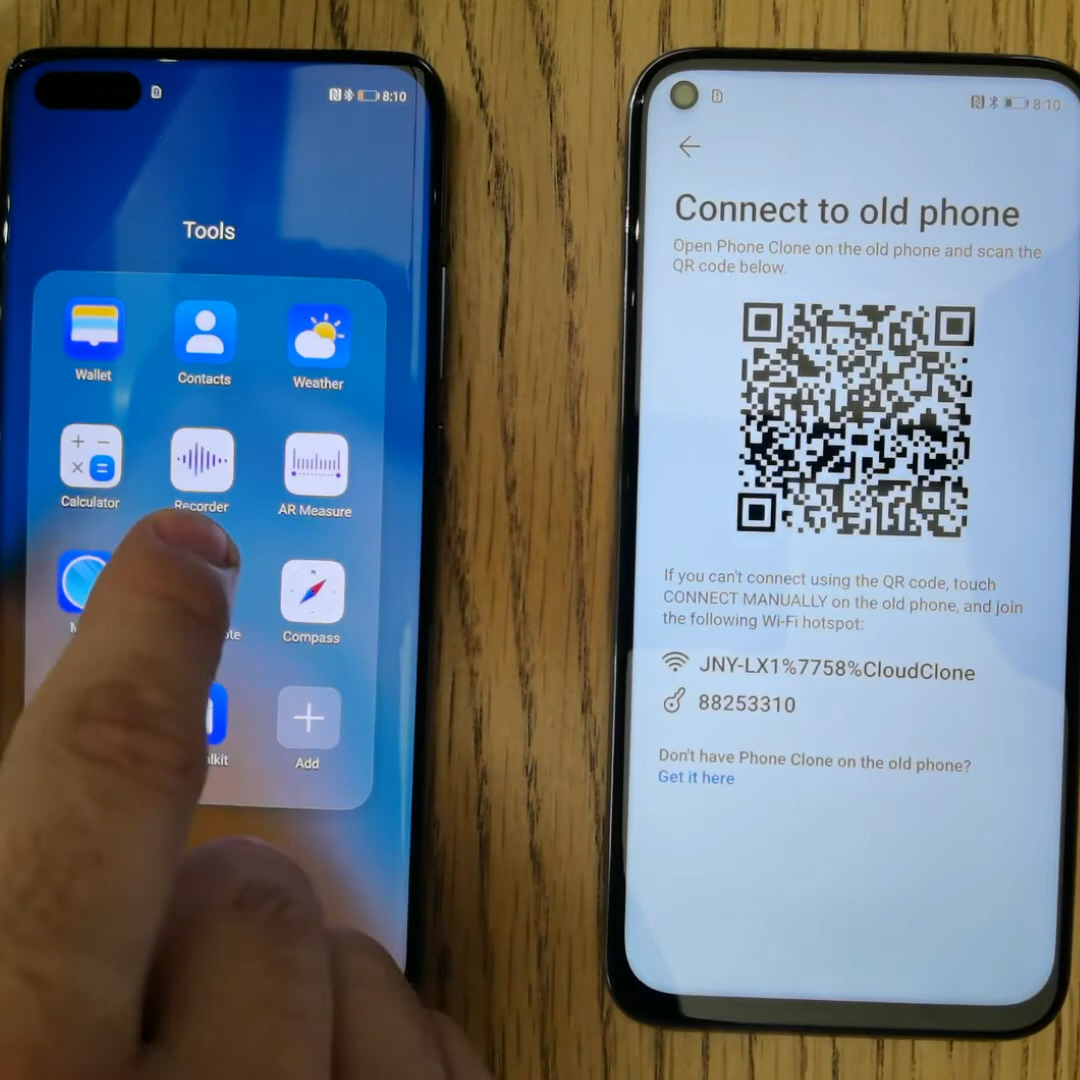 8:10
Tools
Wallet
Contacts
Weather
Calculator
Recorder
AR Measure
Compass
Add
8:10
Connect to old phone
Open Phone Clone on the old phone and scan the
QR code below.
If you can't connect using the QR code, touch
CONNECT MANUALLY on the old phone, and join
the following Wi-Fi hotspot:
JNY-LX1%7758%CloudClone
88253310
Don't have Phone Clone on the old phone?
Get it here